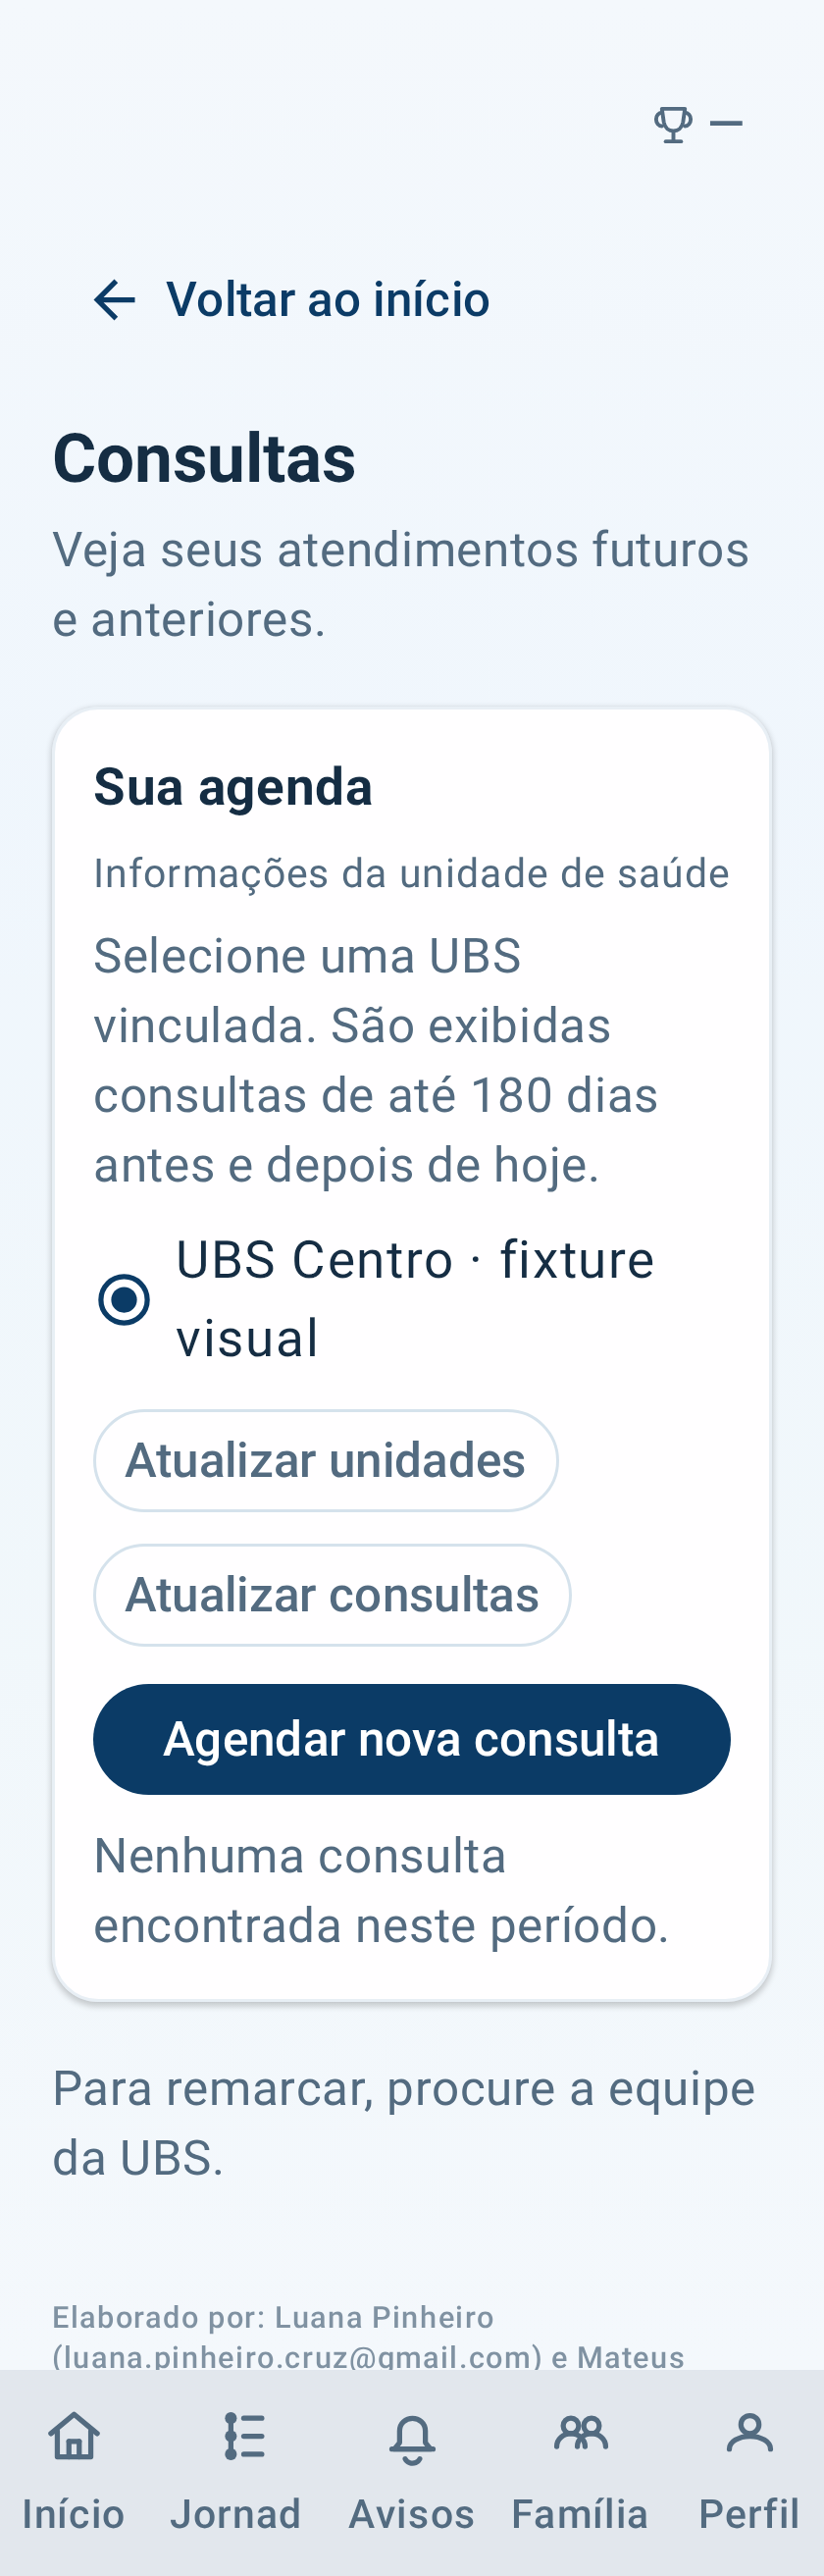 Voltar ao início
Consultas
Veja seus atendimentos futuros
e anteriores.
Sua agenda
Informações da unidade de saúde
Selecione uma UBS
vinculada. São exibidas
consultas de até 180 dias
antes e depois de hoje.
UBS Centro · fixture
visual
Atualizar unidades
Atualizar consultas
Agendar nova consulta
Nenhuma consulta
encontrada neste período.
Para remarcar, procure a equipe
da UBS.
Elaborado por: Luana Pinheiro
(luana.pinheiro.cruz@gmail.com) e Mateus
Início
Jornad
Avisos
Família
Perfil